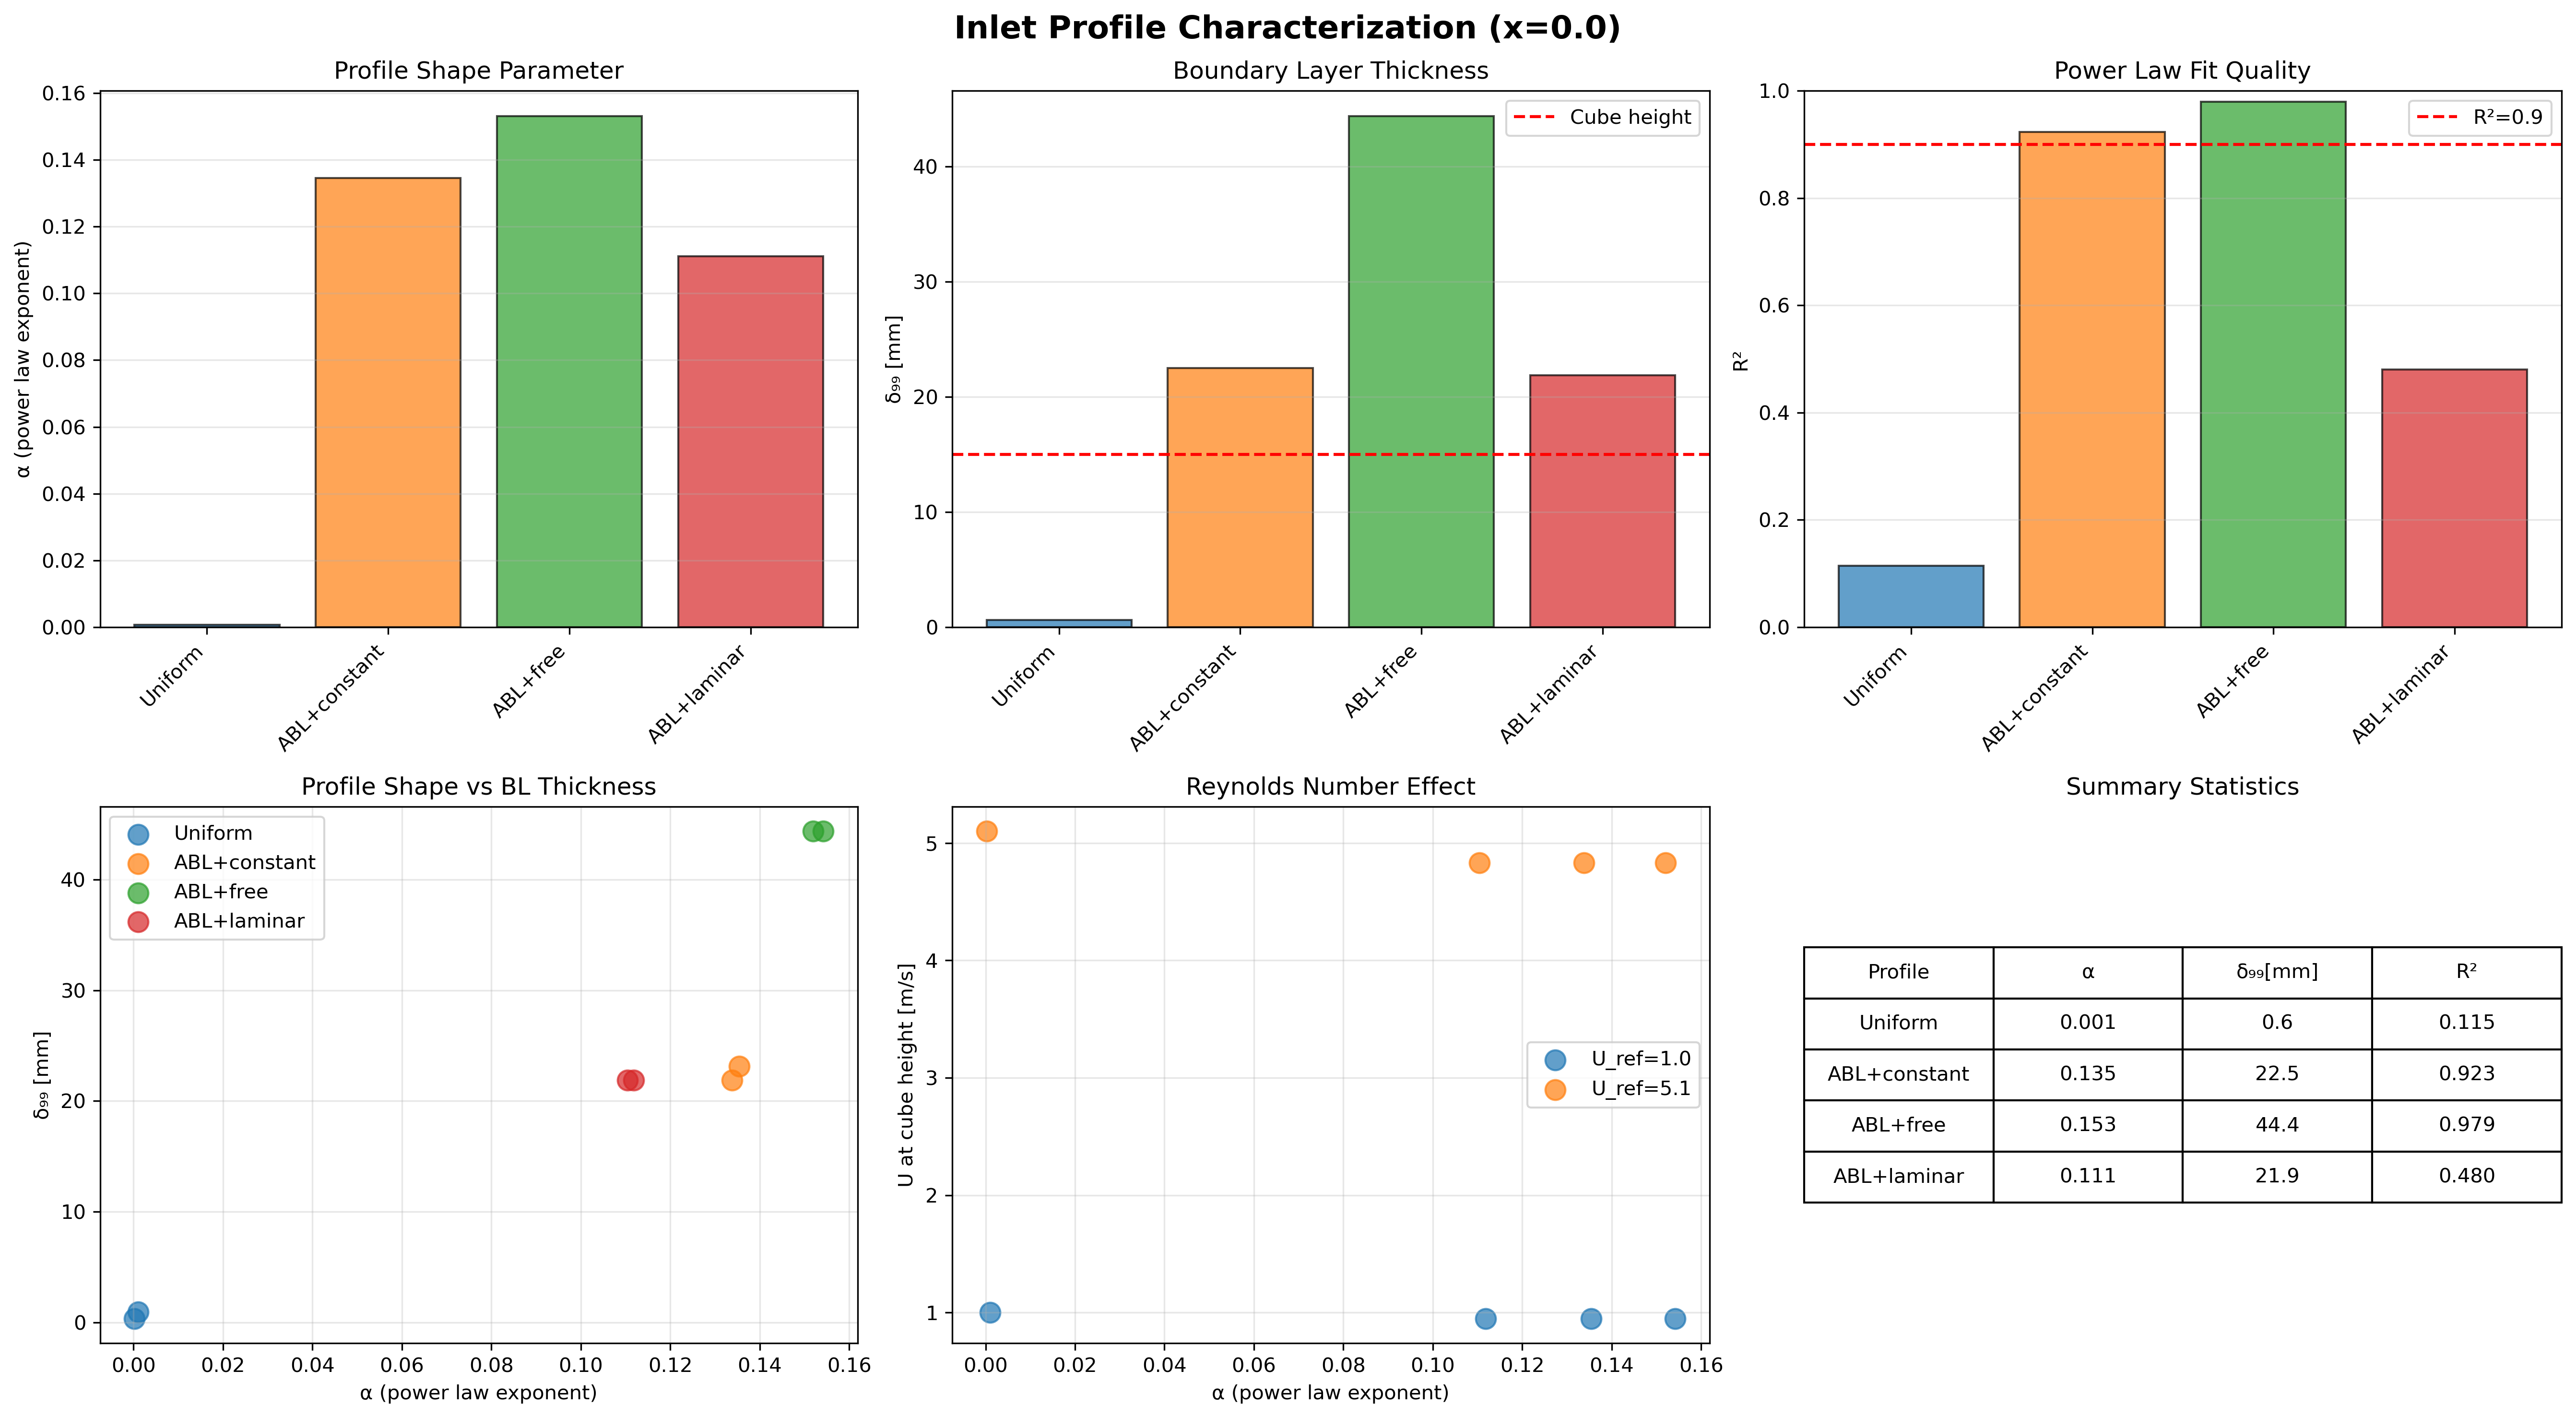 Inlet Profile Characterization (x=0.0)
Profile Shape Parameter
α (power law exponent)
0.16
0.14
0.12
0.10
0.08
0.06
0.04
0.02
0.00
Uniform
ABL+constant
ABL+free
ABL+laminar
Boundary Layer Thickness
δ₉₉ [mm]
40
30
20
10
0
Cube height
Uniform
ABL+constant
ABL+free
ABL+laminar
Power Law Fit Quality
R²
1.0
0.8
0.6
0.4
0.2
0.0
R²=0.9
Uniform
ABL+constant
ABL+free
ABL+laminar
Profile Shape vs BL Thickness
δ₉₉ [mm]
40
30
20
10
0
Uniform
ABL+constant
ABL+free
ABL+laminar
0.00 0.02 0.04 0.06 0.08 0.10 0.12 0.14 0.16
α (power law exponent)
Reynolds Number Effect
U at cube height [m/s]
5
4
3
2
1
U_ref=1.0
U_ref=5.1
0.00 0.02 0.04 0.06 0.08 0.10 0.12 0.14 0.16
α (power law exponent)
Summary Statistics
Profile α δ₉₉[mm] R²
Uniform 0.001 0.6 0.115
ABL+constant 0.135 22.5 0.923
ABL+free 0.153 44.4 0.979
ABL+laminar 0.111 21.9 0.480